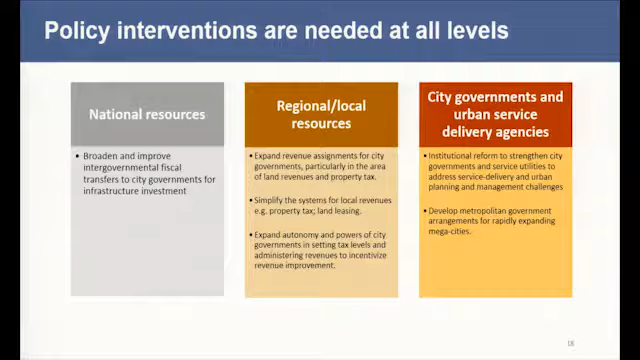 Policy interventions are needed at all levels
National resources
• Broaden and improve
intergovernmental fiscal
transfers to city governments for
infrastructure investment
Regional/local
resources
• Expand revenue assignments for city
governments, particularly in the area
of land revenues and property tax.
• Simplify the systems for local revenues
e.g. property tax; land leasing.
• Expand autonomy and powers of city
governments in setting tax levels and
administering revenues to incentivize
revenue improvement.
City governments and
urban service
delivery agencies
• Institutional reform to strengthen city
governments and service utilities to
address service-delivery and urban
planning and management challenges
• Develop metropolitan government
arrangements for rapidly expanding
mega-cities.
18